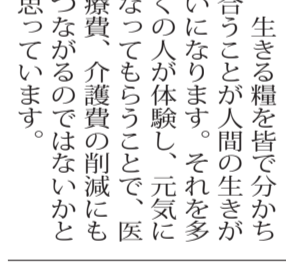 生きる糧を皆で分かち
合うことが人間の生きが
いになります。それを多
くの人が体験し、元気に
なってもらうことで、医
療費、介護費の削減にも
つながるのではないかと
思っています。